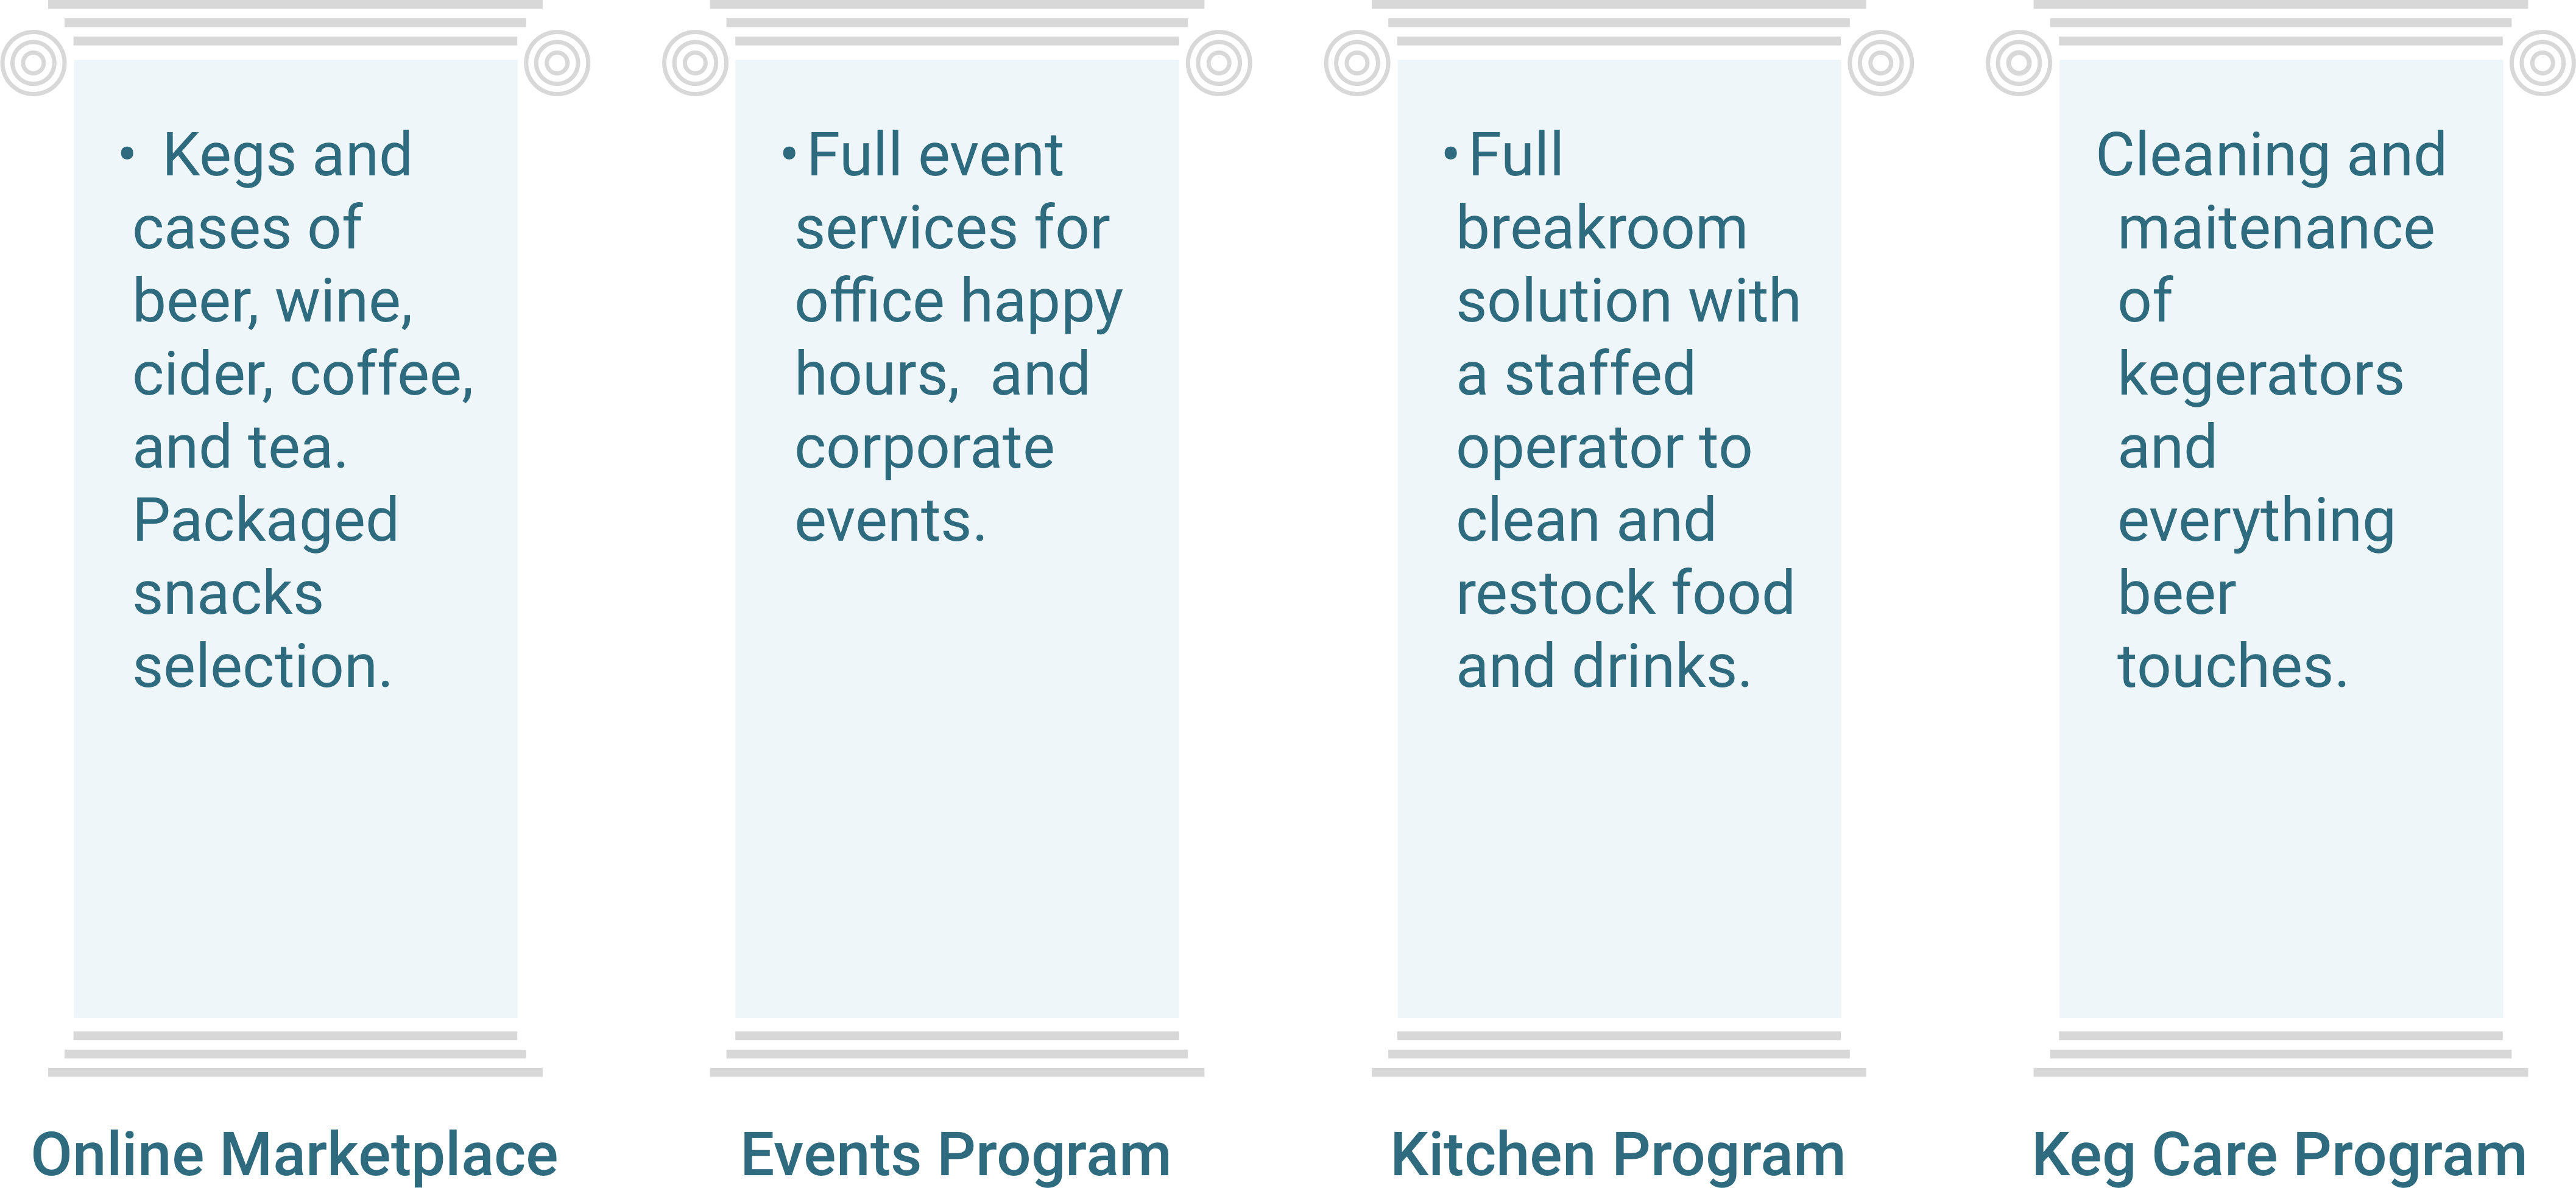 • Kegs and
cases of
beer, wine,
cider, coffee,
and tea.
Packaged
snacks
selection.
Online Marketplace
• Full event
services for
office happy
hours,  and
corporate
events.
Events Program
• Full
breakroom
solution with
a staffed
operator to
clean and
restock food
and drinks.
Kitchen Program
Cleaning and
maitenance
of
kegerators
and
everything
beer
touches.
Keg Care Program